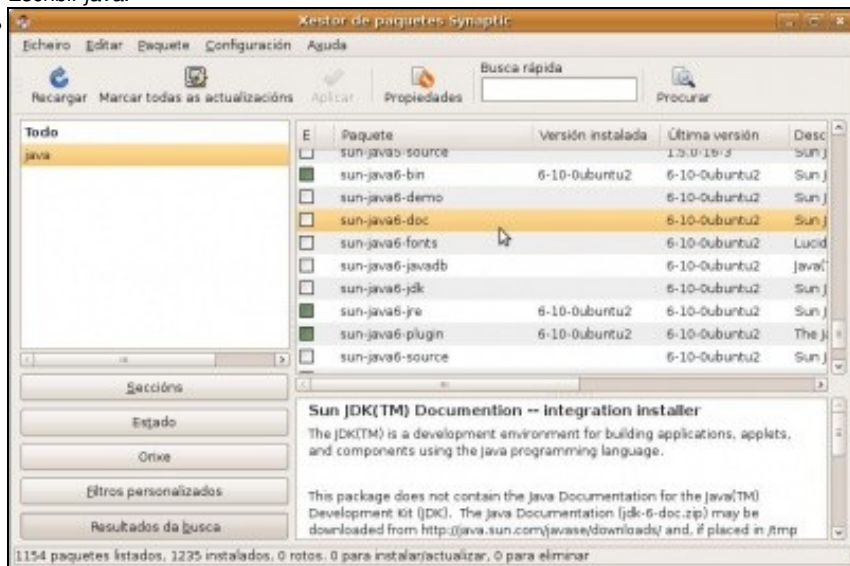 Escribir java.
Xestor de paquetes Synaptic
Ficheiro Editar Paquete Configuración Aguda
Busca rápida
Recargar Marcar todas as actualizacións Aplicar Propiedades Procurar
Todo
java
E Paquete Versión instalada Última versión Desc
sun-java5-source 1.5.0-16-3 Sun J
sun-java6-bin 6-10-0ubuntu2 6-10-0ubuntu2 Sun J
sun-java6-demo 6-10-0ubuntu2 Sun J
sun-java6-doc 6-10-0ubuntu2 Sun J
sun-java6-fonts 6-10-0ubuntu2 Lucid
sun-java6-javadb 6-10-0ubuntu2 Java(
sun-java6-jdk 6-10-0ubuntu2 Sun J
sun-java6-jre 6-10-0ubuntu2 6-10-0ubuntu2 Sun J
sun-java6-plugin 6-10-0ubuntu2 6-10-0ubuntu2 The Ja
sun-java6-source 6-10-0ubuntu2 Sun J
Seccións
Estado
Orixe
Filtros personalizados
Resultados da busca
Sun JDK(TM) Documention -- integration installer
The JDK(TM) is a development environment for building applications, applets,
and components using the Java programming language.
This package does not contain the Java Documentation for the Java(TM)
Development Kit (JDK). The Java Documentation (jdk-6-doc.zip) may be
downloaded from http://java.sun.com/javase/downloads/ and, if placed in /tmp
1154 paquetes listados, 1235 instalados, 0 rotos. 0 para instalar/actualizar, 0 para eliminar